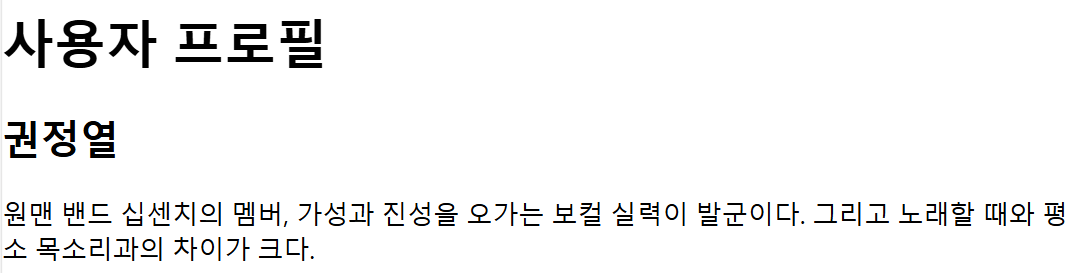 사용자 프로필
권정열
원맨 밴드 십센치의 멤버, 가성과 진성을 오가는 보컬 실력이 발군이다. 그리고 노래할 때와 평
소 목소리과의 차이가 크다.